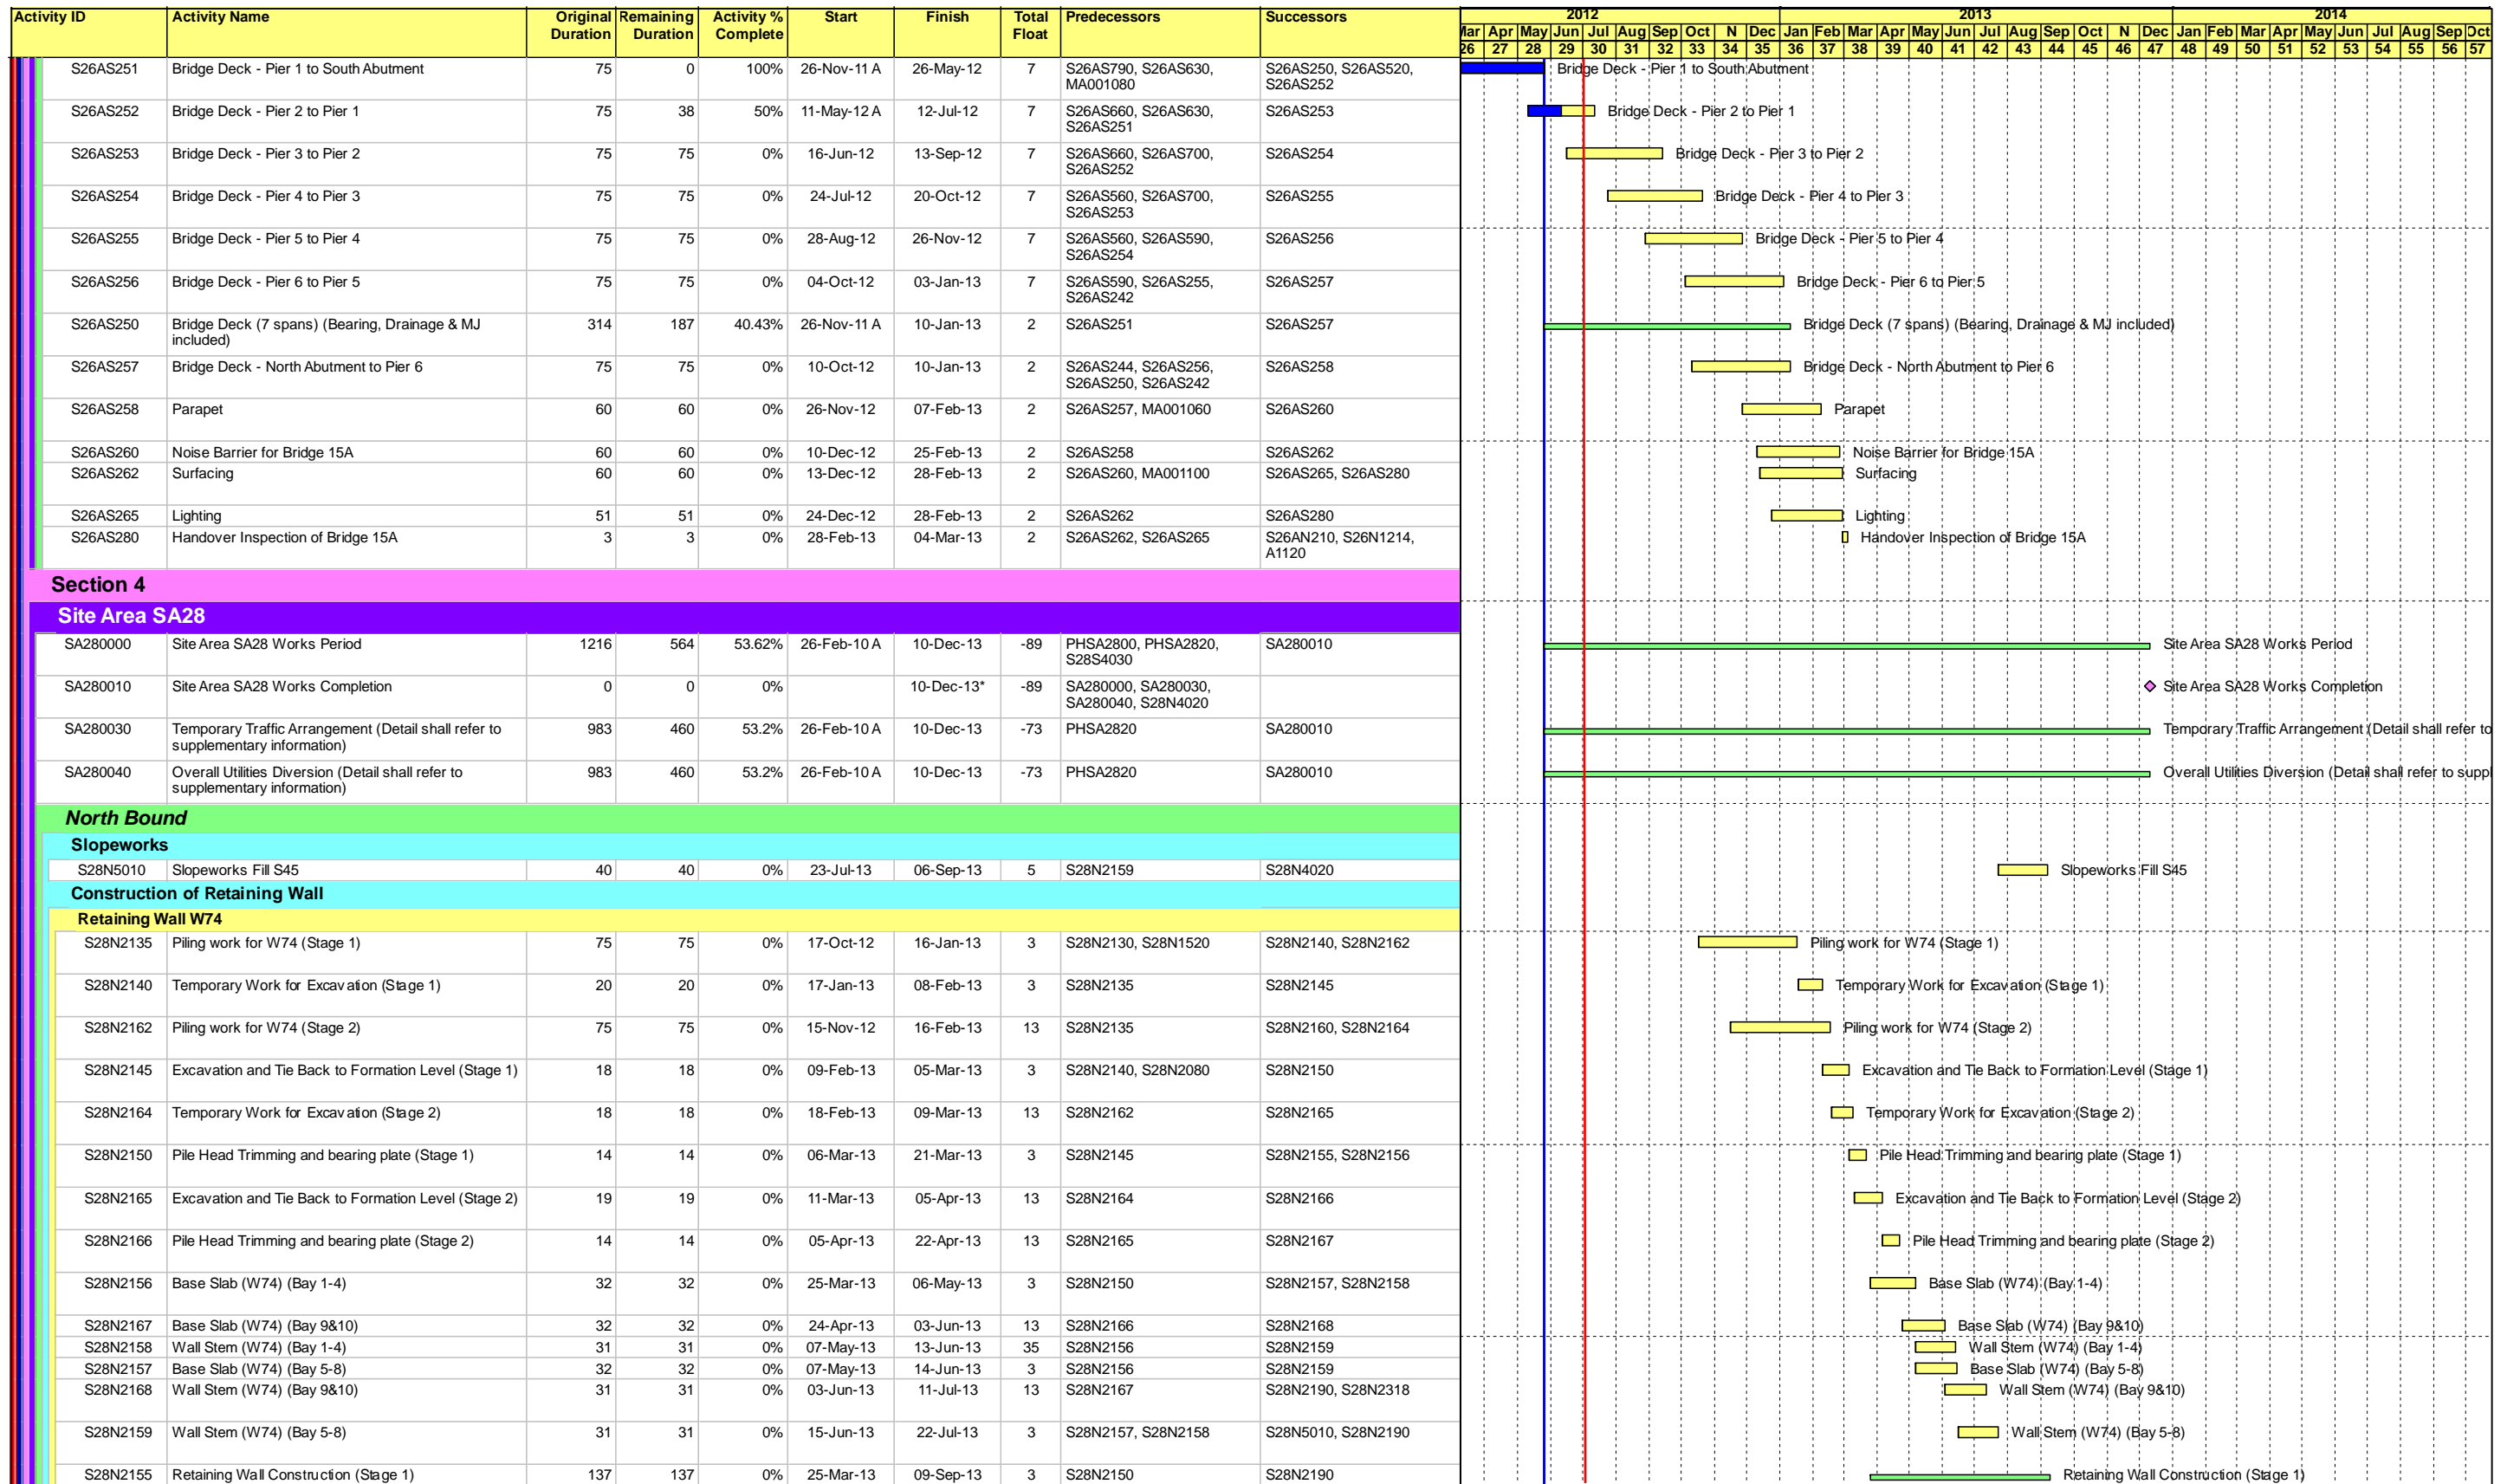 Activity ID Activity Name Original Duration Remaining Duration Activity % Complete Start Finish Total Float Predecessors Successors
2012 2013 2014
Mar Apr May Jun Jul Aug Sep Oct N Dec Jan Feb Mar Apr May Jun Jul Aug Sep Oct N Dec Jan Feb Mar Apr May Jun Jul Aug Sep Oct
26 27 28 29 30 31 32 33 34 35 36 37 38 39 40 41 42 43 44 45 46 47 48 49 50 51 52 53 54 55 56 57
S26AS251 Bridge Deck - Pier 1 to South Abutment 75 0 100% 26-Nov-11 A 26-May-12 7 S26AS790, S26AS630, MA001080 S26AS250, S26AS520, S26AS252 Bridge Deck - Pier 1 to South Abutment
S26AS252 Bridge Deck - Pier 2 to Pier 1 75 38 50% 11-May-12 A 12-Jul-12 7 S26AS660, S26AS630, S26AS251 S26AS253 Bridge Deck - Pier 2 to Pier 1
S26AS253 Bridge Deck - Pier 3 to Pier 2 75 75 0% 16-Jun-12 13-Sep-12 7 S26AS660, S26AS700, S26AS252 S26AS254 Bridge Deck - Pier 3 to Pier 2
S26AS254 Bridge Deck - Pier 4 to Pier 3 75 75 0% 24-Jul-12 20-Oct-12 7 S26AS560, S26AS700, S26AS253 S26AS255 Bridge Deck - Pier 4 to Pier 3
S26AS255 Bridge Deck - Pier 5 to Pier 4 75 75 0% 28-Aug-12 26-Nov-12 7 S26AS560, S26AS590, S26AS254 S26AS256 Bridge Deck - Pier 5 to Pier 4
S26AS256 Bridge Deck - Pier 6 to Pier 5 75 75 0% 04-Oct-12 03-Jan-13 7 S26AS590, S26AS255, S26AS242 S26AS257 Bridge Deck - Pier 6 to Pier 5
S26AS250 Bridge Deck (7 spans) (Bearing, Drainage & MJ included) 314 187 40.43% 26-Nov-11 A 10-Jan-13 2 S26AS251 S26AS257 Bridge Deck (7 spans) (Bearing, Drainage & MJ included)
S26AS257 Bridge Deck - North Abutment to Pier 6 75 75 0% 10-Oct-12 10-Jan-13 2 S26AS244, S26AS256, S26AS250, S26AS242 S26AS258 Bridge Deck - North Abutment to Pier 6
S26AS258 Parapet 60 60 0% 26-Nov-12 07-Feb-13 2 S26AS257, MA001060 S26AS260 Parapet
S26AS260 Noise Barrier for Bridge 15A 60 60 0% 10-Dec-12 25-Feb-13 2 S26AS258 S26AS262 Noise Barrier for Bridge 15A
S26AS262 Surfacing 60 60 0% 13-Dec-12 28-Feb-13 2 S26AS260, MA001100 S26AS265, S26AS280 Surfacing
S26AS265 Lighting 51 51 0% 24-Dec-12 28-Feb-13 2 S26AS262 S26AS280 Lighting
S26AS280 Handover Inspection of Bridge 15A 3 3 0% 28-Feb-13 04-Mar-13 2 S26AS262, S26AS265 S26AN210, S26N1214, A1120 Handover Inspection of Bridge 15A
Section 4
Site Area SA28
SA280000 Site Area SA28 Works Period 1216 564 53.62% 26-Feb-10 A 10-Dec-13 -89 PHSA2800, PHSA2820, S28S4030 SA280010 Site Area SA28 Works Period
SA280010 Site Area SA28 Works Completion 0 0 0% 10-Dec-13* -89 SA280000, SA280030, SA280040, S28N4020 Site Area SA28 Works Completion
SA280030 Temporary Traffic Arrangement (Detail shall refer to supplementary information) 983 460 53.2% 26-Feb-10 A 10-Dec-13 -73 PHSA2820 SA280010 Temporary Traffic Arrangement (Detail shall refer to
SA280040 Overall Utilities Diversion (Detail shall refer to supplementary information) 983 460 53.2% 26-Feb-10 A 10-Dec-13 -73 PHSA2820 SA280010 Overall Utilities Diversion (Detail shall refer to suppl
North Bound
Slopeworks
S28N5010 Slopeworks Fill S45 40 40 0% 23-Jul-13 06-Sep-13 5 S28N2159 S28N4020 Slopeworks Fill S45
Construction of Retaining Wall
Retaining Wall W74
S28N2135 Piling work for W74 (Stage 1) 75 75 0% 17-Oct-12 16-Jan-13 3 S28N2130, S28N1520 S28N2140, S28N2162 Piling work for W74 (Stage 1)
S28N2140 Temporary Work for Excavation (Stage 1) 20 20 0% 17-Jan-13 08-Feb-13 3 S28N2135 S28N2145 Temporary Work for Excavation (Stage 1)
S28N2162 Piling work for W74 (Stage 2) 75 75 0% 15-Nov-12 16-Feb-13 13 S28N2135 S28N2160, S28N2164 Piling work for W74 (Stage 2)
S28N2145 Excavation and Tie Back to Formation Level (Stage 1) 18 18 0% 09-Feb-13 05-Mar-13 3 S28N2140, S28N2080 S28N2150 Excavation and Tie Back to Formation Level (Stage 1)
S28N2164 Temporary Work for Excavation (Stage 2) 18 18 0% 18-Feb-13 09-Mar-13 13 S28N2162 S28N2165 Temporary Work for Excavation (Stage 2)
S28N2150 Pile Head Trimming and bearing plate (Stage 1) 14 14 0% 06-Mar-13 21-Mar-13 3 S28N2145 S28N2155, S28N2156 Pile Head Trimming and bearing plate (Stage 1)
S28N2165 Excavation and Tie Back to Formation Level (Stage 2) 19 19 0% 11-Mar-13 05-Apr-13 13 S28N2164 S28N2166 Excavation and Tie Back to Formation Level (Stage 2)
S28N2166 Pile Head Trimming and bearing plate (Stage 2) 14 14 0% 05-Apr-13 22-Apr-13 13 S28N2165 S28N2167 Pile Head Trimming and bearing plate (Stage 2)
S28N2156 Base Slab (W74) (Bay 1-4) 32 32 0% 25-Mar-13 06-May-13 3 S28N2150 S28N2157, S28N2158 Base Slab (W74) (Bay 1-4)
S28N2167 Base Slab (W74) (Bay 9&10) 32 32 0% 24-Apr-13 03-Jun-13 13 S28N2166 S28N2168 Base Slab (W74) (Bay 9&10)
S28N2158 Wall Stem (W74) (Bay 1-4) 31 31 0% 07-May-13 13-Jun-13 35 S28N2156 S28N2159 Wall Stem (W74) (Bay 1-4)
S28N2157 Base Slab (W74) (Bay 5-8) 32 32 0% 07-May-13 14-Jun-13 3 S28N2156 S28N2159 Base Slab (W74) (Bay 5-8)
S28N2168 Wall Stem (W74) (Bay 9&10) 31 31 0% 03-Jun-13 11-Jul-13 13 S28N2167 S28N2190, S28N2318 Wall Stem (W74) (Bay 9&10)
S28N2159 Wall Stem (W74) (Bay 5-8) 31 31 0% 15-Jun-13 22-Jul-13 3 S28N2157, S28N2158 S28N5010, S28N2190 Wall Stem (W74) (Bay 5-8)
S28N2155 Retaining Wall Construction (Stage 1) 137 137 0% 25-Mar-13 09-Sep-13 3 S28N2150 S28N2190 Retaining Wall Construction (Stage 1)